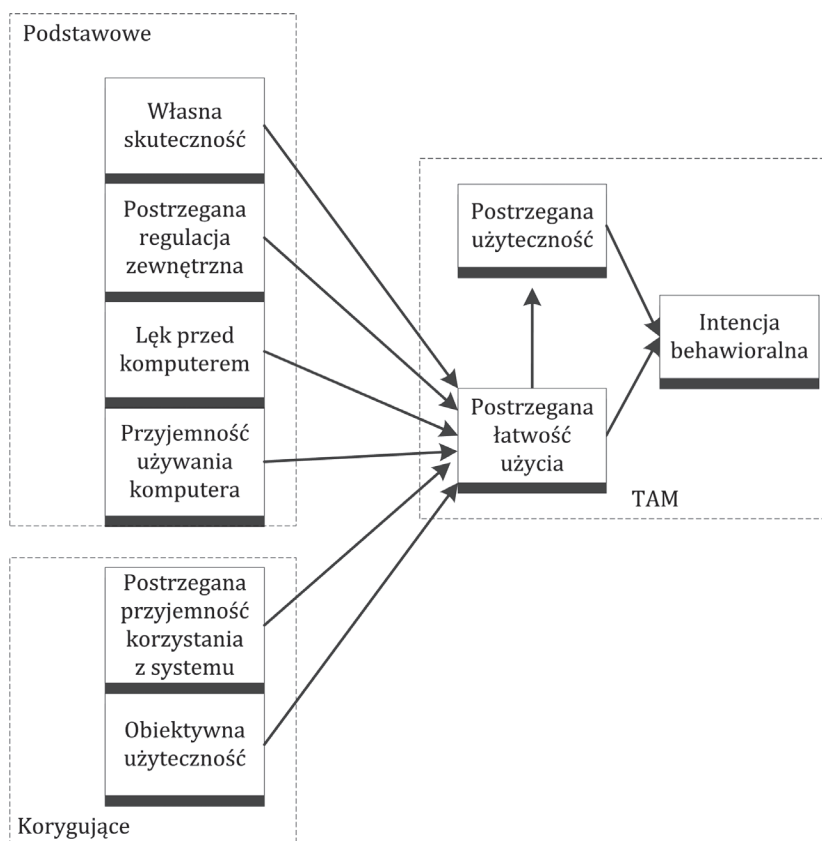 Podstawowe
Własna
skuteczność
Postrzegana
regulacja
zewnętrzna
Lęk przed
komputerem
Przyjemność
używania
komputera
Postrzegana
przyjemność
korzystania
z systemu
Obiektywna
użyteczność
Korygujące
Postrzegana
użyteczność
Postrzegana
łatwość
użycia
Intencja
behawioralna
TAM